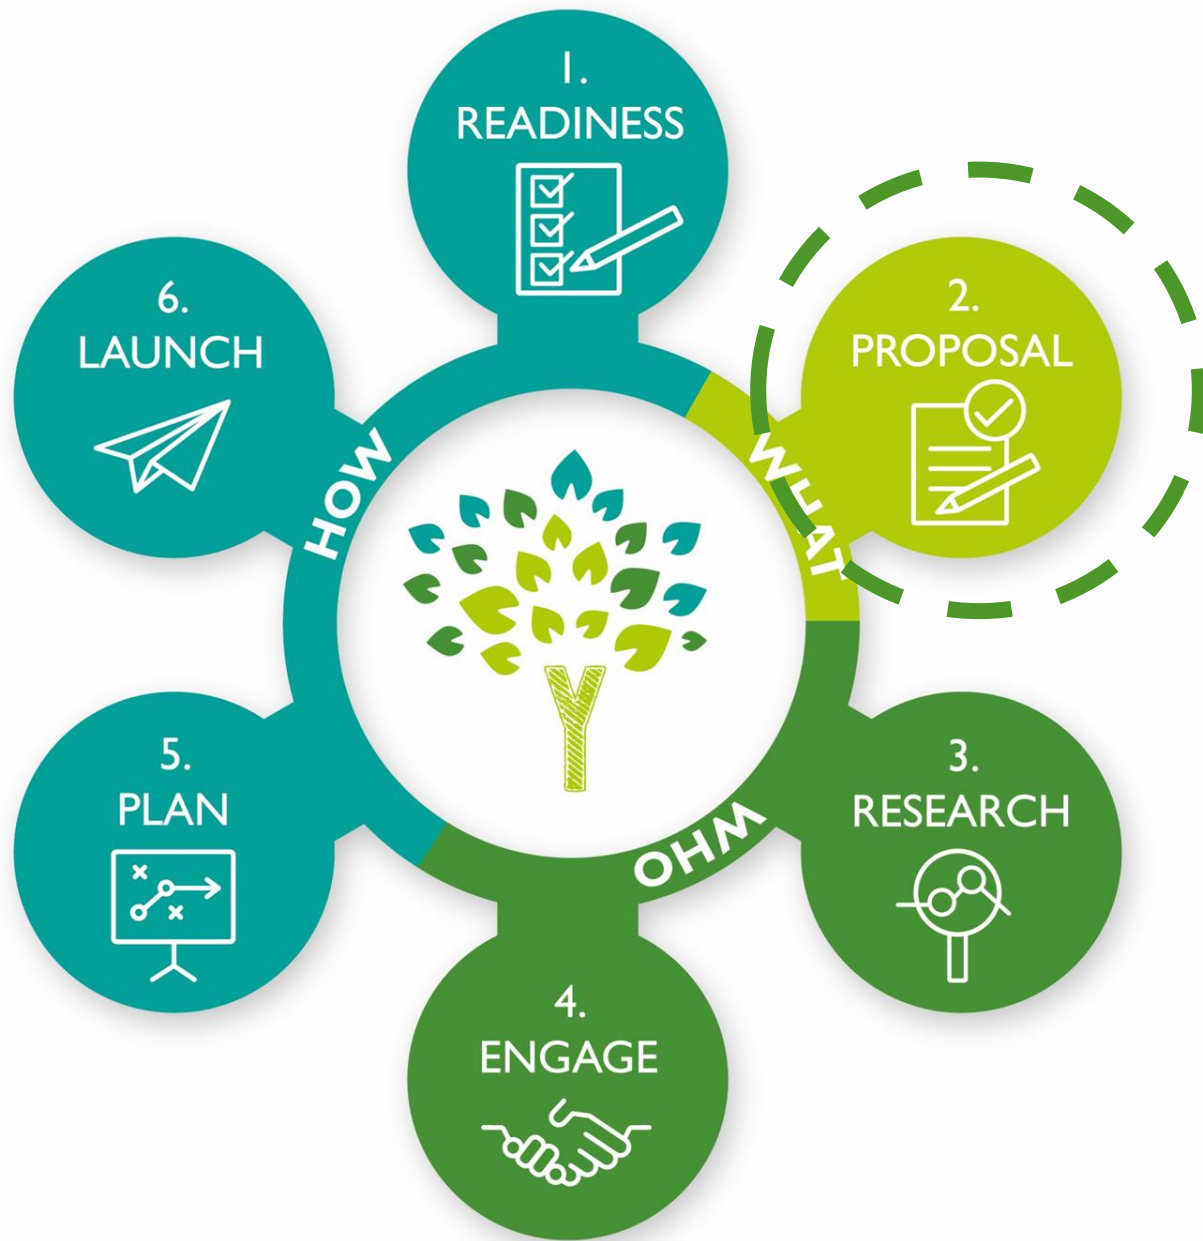 1.
READINESS
2.
PROPOSAL
3.
RESEARCH
4.
ENGAGE
5.
PLAN
6.
LAUNCH
HOW
WHAT
WHO
Y